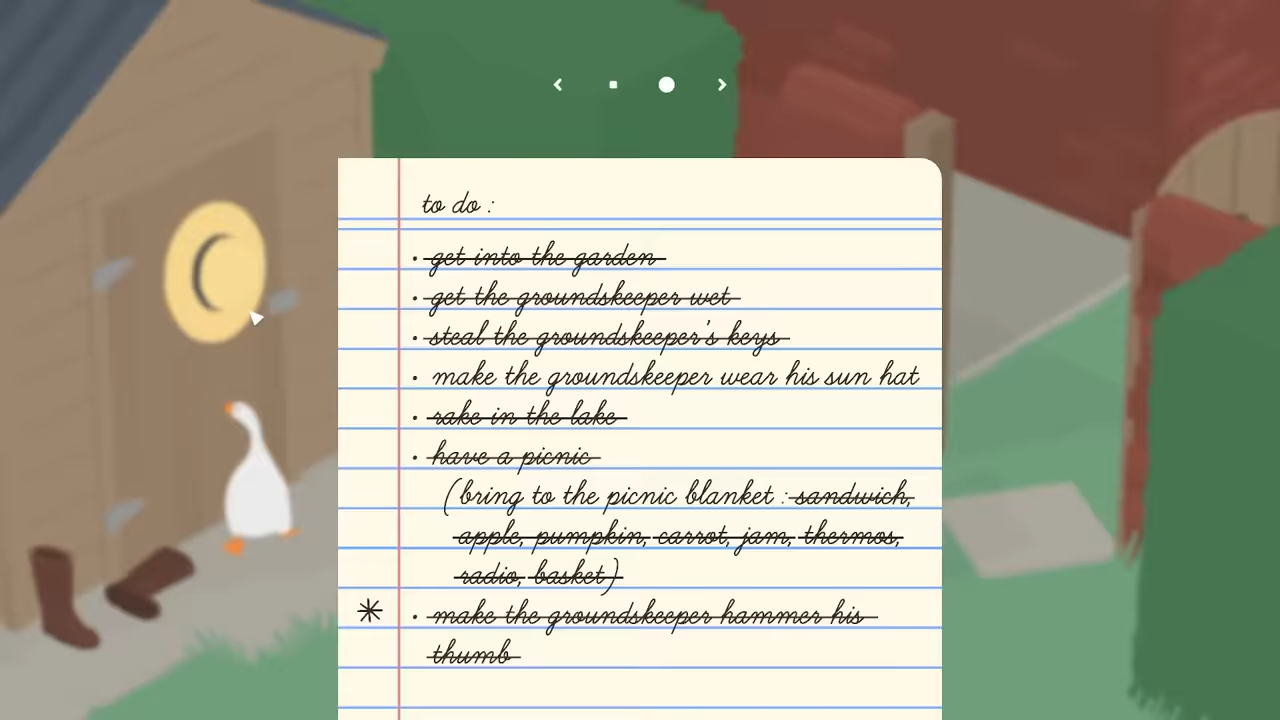 to do :
• get into the garden
• get the groundskeeper wet
• steal the groundskeeper's keys
• make the groundskeeper wear his sun hat
• rake in the lake
• have a picnic
(bring to the picnic blanket : sandwich,
apple, pumpkin, carrot, jam, thermos,
radio, basket)
• make the groundskeeper hammer his
thumb